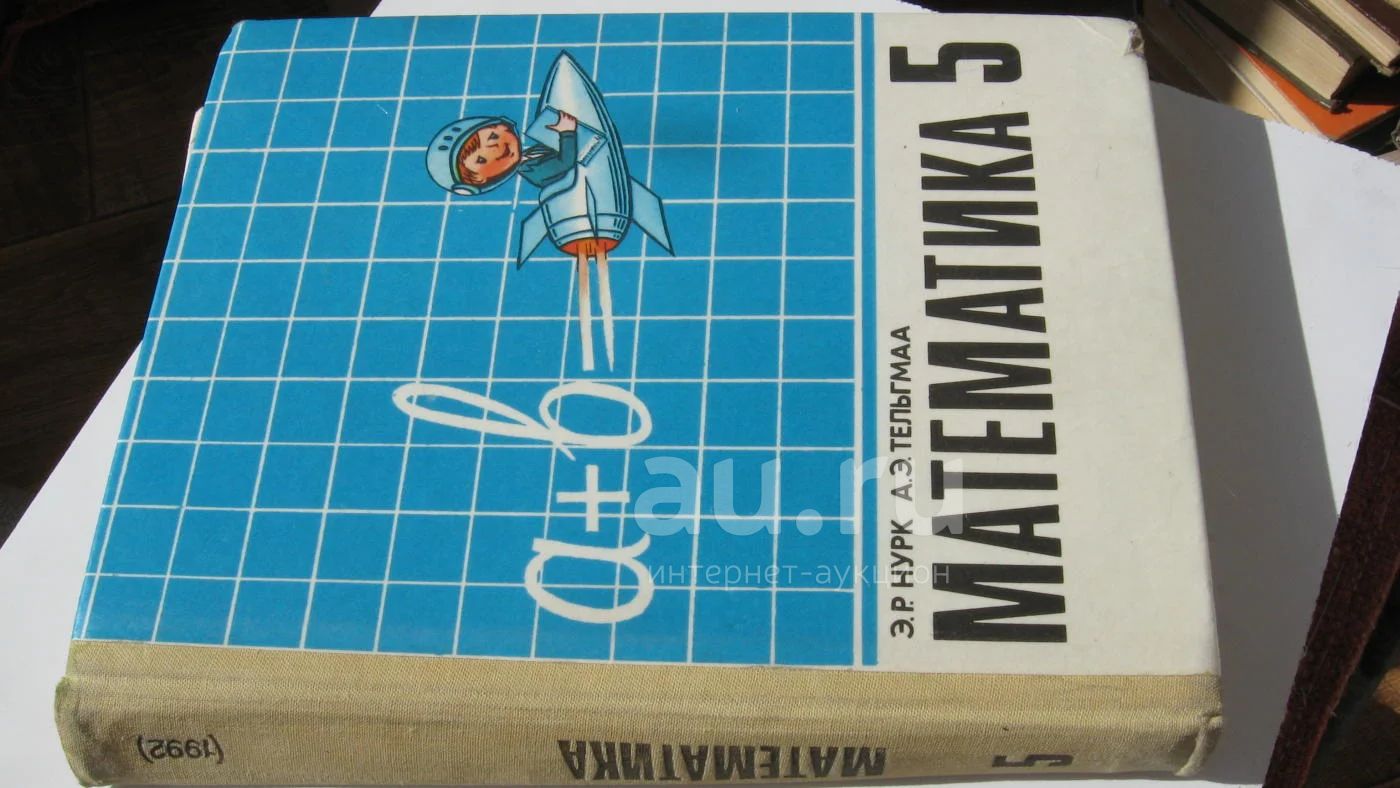 Э.Р. НУРК А.Э. ТЕЛЬГМАА
МАТЕМАТИКА 5
a+b
МАТЕМАТИКА 5
(1992)
au.ru
интернет-аукцион